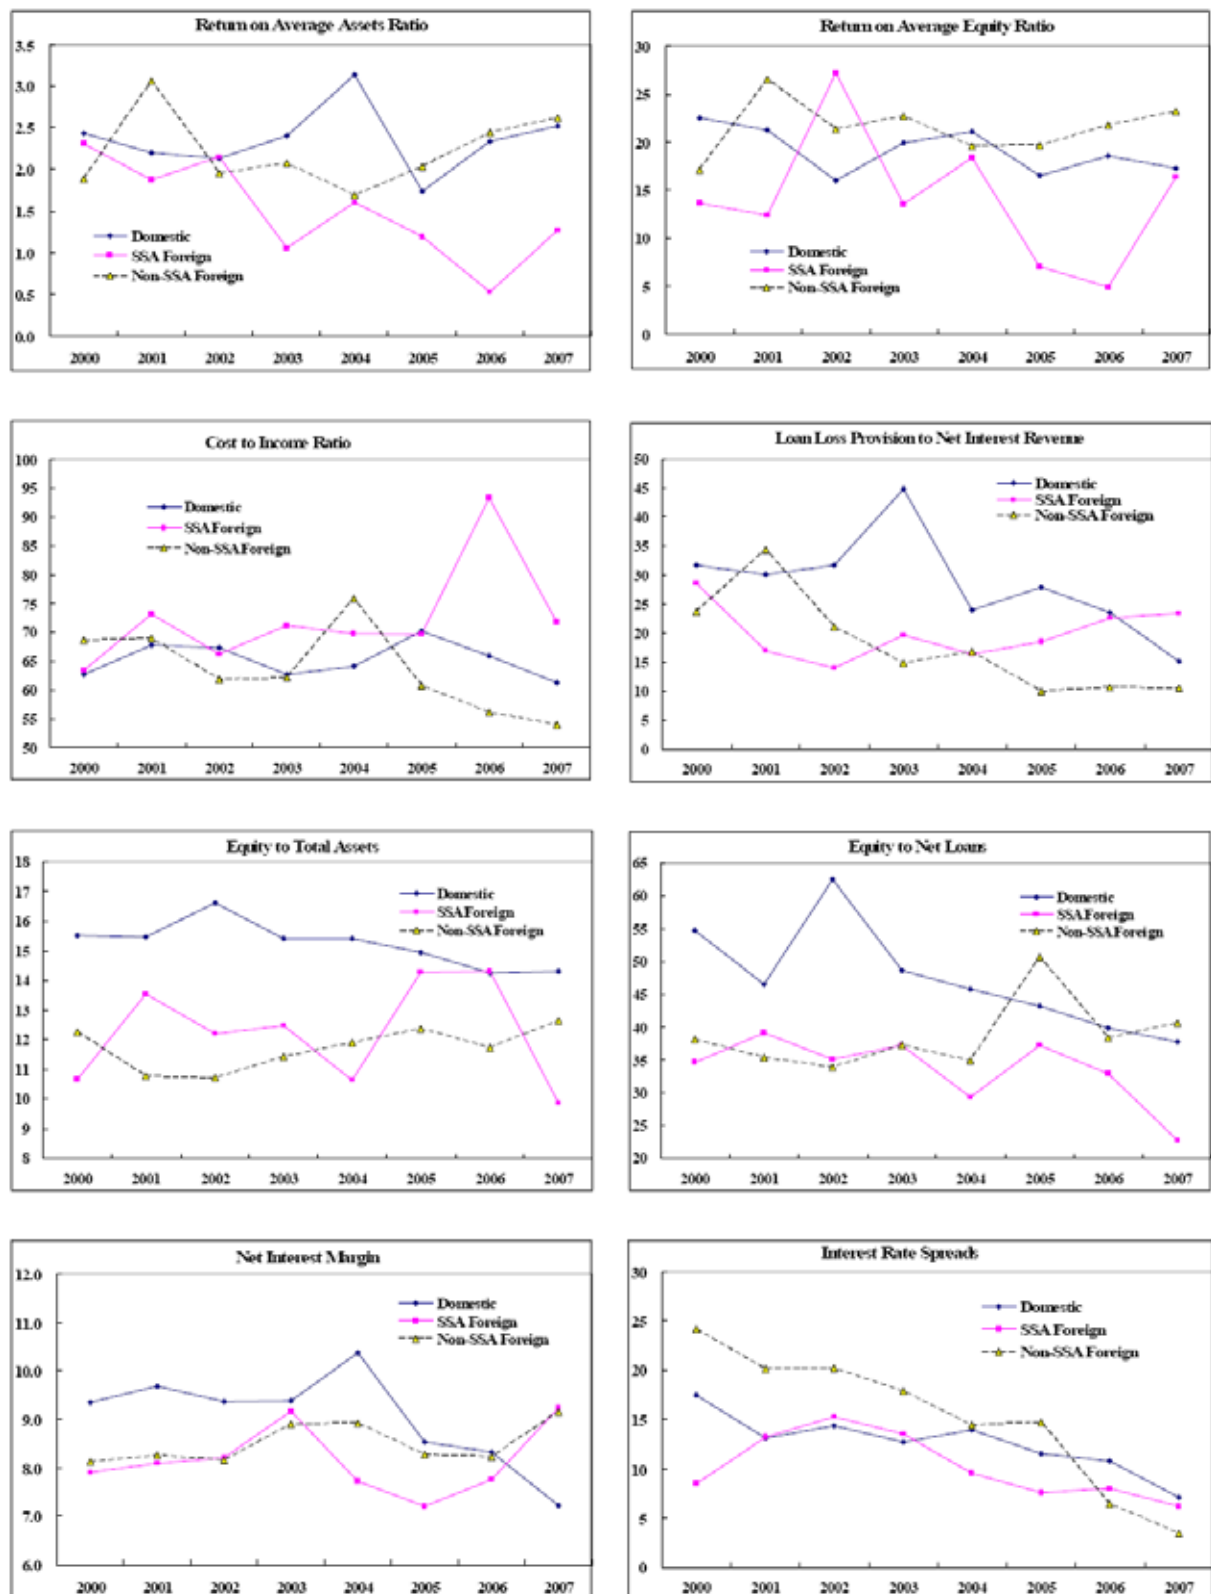 Return on Average Assets Ratio
3.5
3.0
2.5
2.0
1.5
1.0
0.5
0.0
Domestic
SSA Foreign
Non-SSA Foreign
2000 2001 2002 2003 2004 2005 2006 2007
Return on Average Equity Ratio
30
25
20
15
10
5
0
Domestic
SSA Foreign
Non-SSA Foreign
2000 2001 2002 2003 2004 2005 2006 2007
Cost to Income Ratio
100
95
90
85
80
75
70
65
60
55
50
Domestic
SSA Foreign
Non-SSA Foreign
2000 2001 2002 2003 2004 2005 2006 2007
Loan Loss Provision to Net Interest Revenue
50
45
40
35
30
25
20
15
10
5
0
Domestic
SSA Foreign
Non-SSA Foreign
2000 2001 2002 2003 2004 2005 2006 2007
Equity to Total Assets
18
17
16
15
14
13
12
11
10
9
8
Domestic
SSA Foreign
Non-SSA Foreign
2000 2001 2002 2003 2004 2005 2006 2007
Equity to Net Loans
65
60
55
50
45
40
35
30
25
20
Domestic
SSA Foreign
Non-SSA Foreign
2000 2001 2002 2003 2004 2005 2006 2007
Net Interest Margin
12.0
11.0
10.0
9.0
8.0
7.0
6.0
Domestic
SSA Foreign
Non-SSA Foreign
2000 2001 2002 2003 2004 2005 2006 2007
Interest Rate Spreads
30
25
20
15
10
5
0
Domestic
SSA Foreign
Non-SSA Foreign
2000 2001 2002 2003 2004 2005 2006 2007